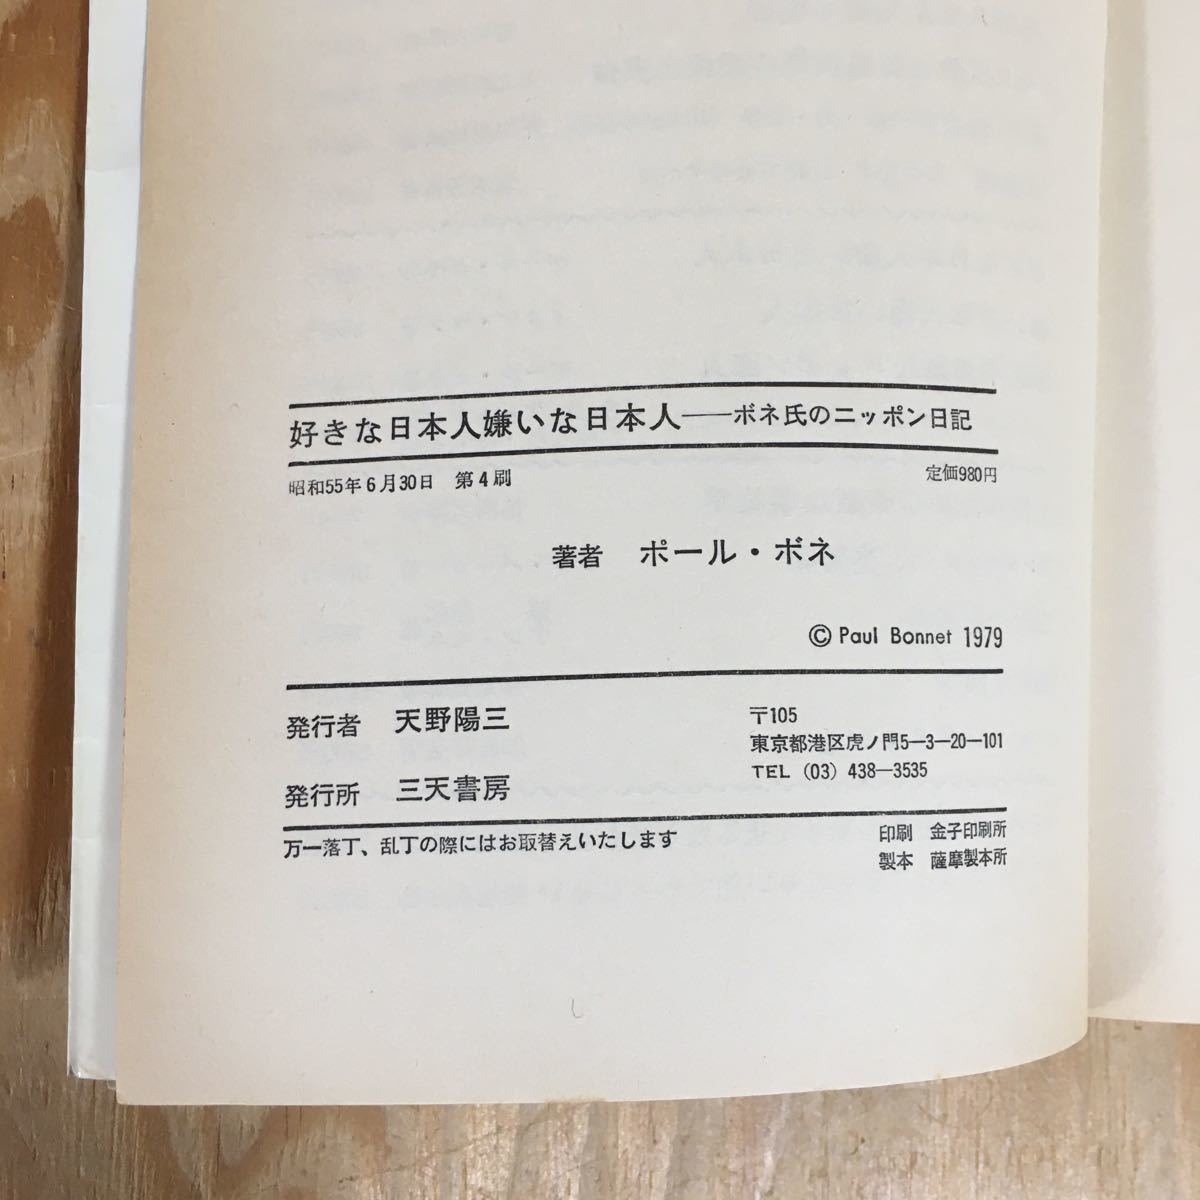 好きな日本人嫌いな日本人——ボネ氏のニッポン日記
昭和55年6月30日　第4刷　定価980円
著者　ポール・ボネ
© Paul Bonnet 1979
発行者　天野陽三
発行所　三天書房
〒105
東京都港区虎ノ門5—3—20—101
TEL (03) 438—3535
万一落丁、乱丁の際にはお取替えいたします
印刷　金子印刷所
製本　薩摩製本所